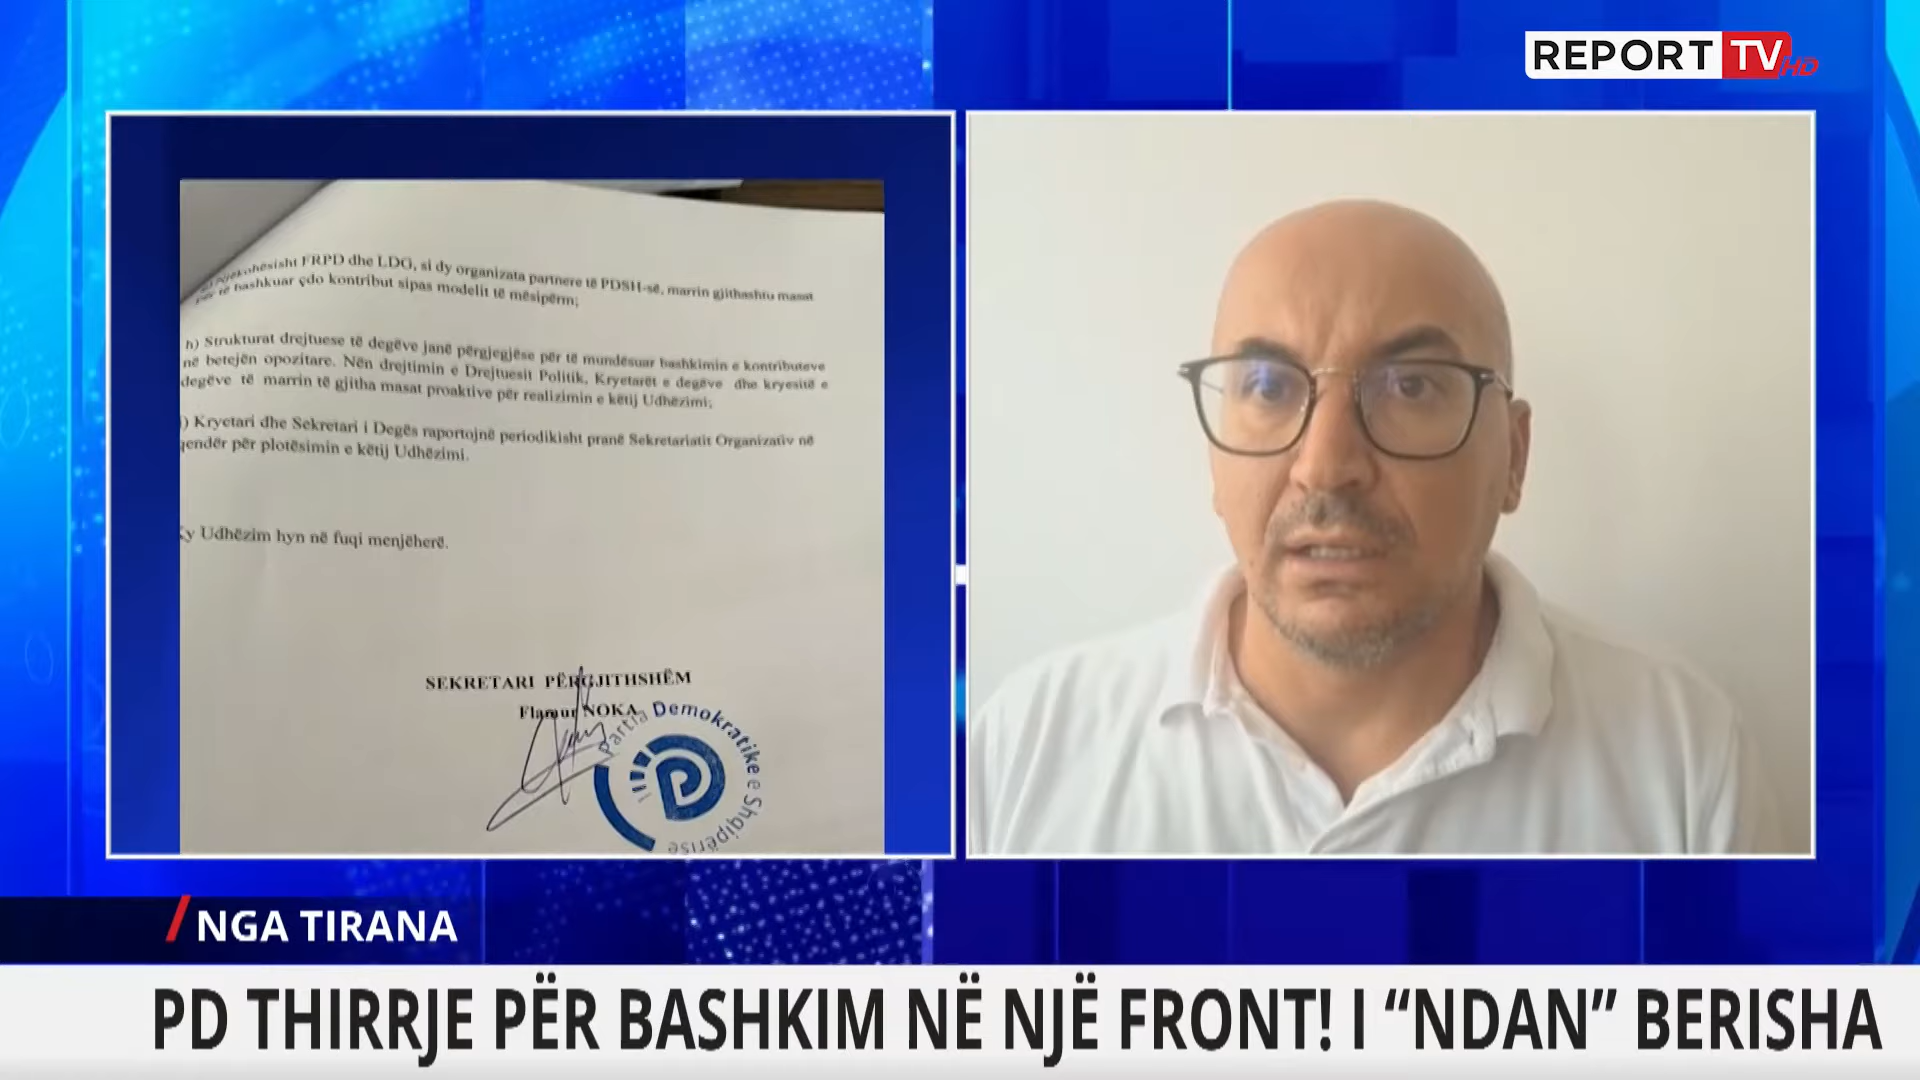 REPORT TV HD
njëkohësisht FRPD dhe LDG, si dy organizata partnere të PDSH-së, marrin gjithashtu masat
për të bashkuar çdo kontribut sipas modelit të mësipërm;
h) Strukturat drejtuese të degëve janë përgjegjëse për të mundësuar bashkimin e kontributeve
në betejën opozitare. Nën drejtimin e Drejtuesit Politik, Kryetarët e degëve dhe kryesitë e
degëve të marrin të gjitha masat proaktive për realizimin e këtij Udhëzimi;
) Kryetari dhe Sekretari i Degës raportojnë periodikisht pranë Sekretariatit Organizativ në
qendër për plotësimin e këtij Udhëzimi.
Ky Udhëzim hyn në fuqi menjëherë.
SEKRETARI PËRGJITHSHËM
Flamur NOKA
Partia Demokratike e Shqipërisë
/NGA TIRANA
PD THIRRJE PËR BASHKIM NË NJË FRONT! I “NDAN” BERISHA